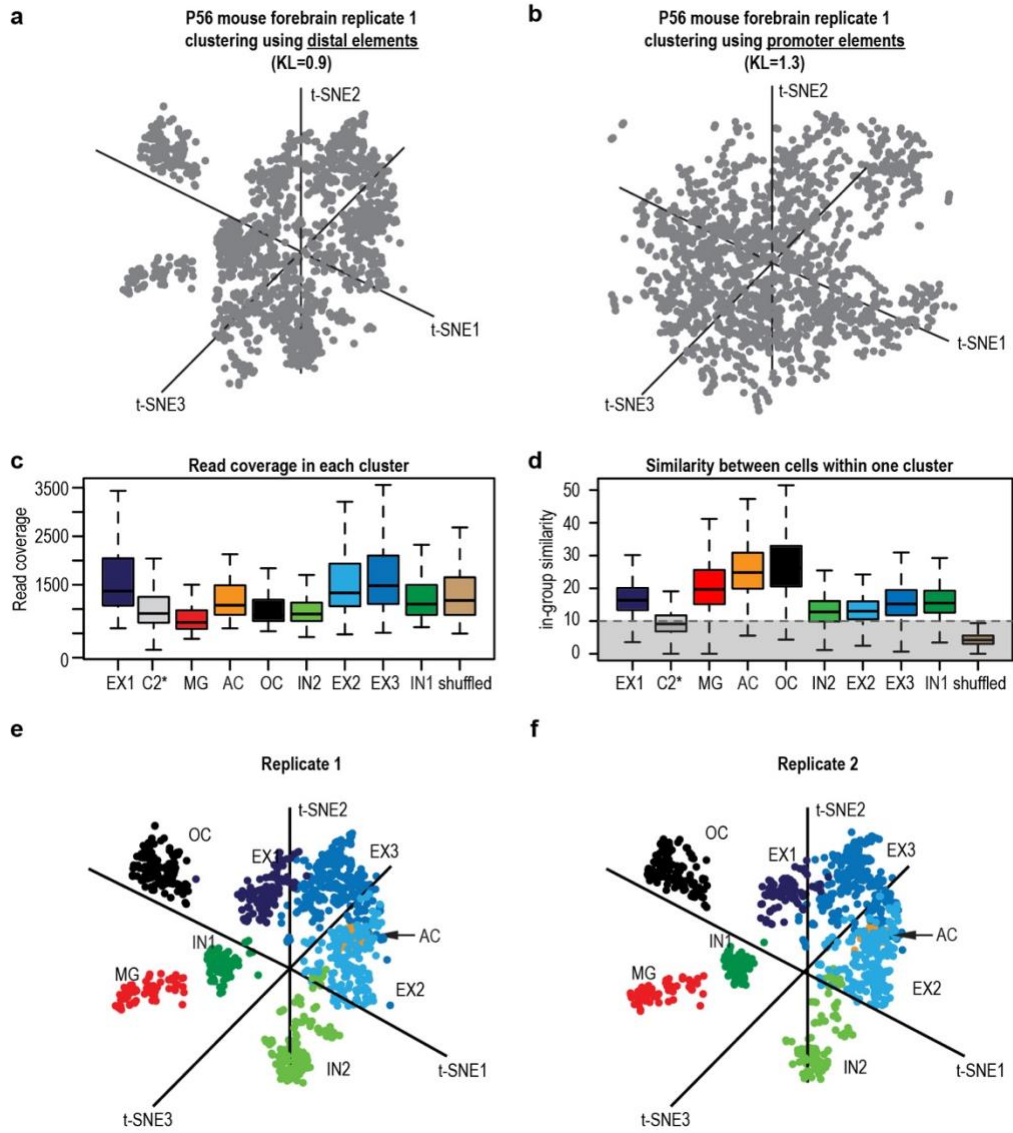 a
P56 mouse forebrain replicate 1
clustering using distal elements
(KL=0.9)
t-SNE2
t-SNE1
t-SNE3
b
P56 mouse forebrain replicate 1
clustering using promoter elements
(KL=1.3)
t-SNE2
t-SNE1
t-SNE3
c
Read coverage in each cluster
Read coverage
3500
2500
1500
0
EX1 C2* MG AC OC IN2 EX2 EX3 IN1 shuffled
d
Similarity between cells within one cluster
in-group similarity
50
40
30
20
10
0
EX1 C2* MG AC OC IN2 EX2 EX3 IN1 shuffled
e
Replicate 1
t-SNE2
OC
EX1
EX3
IN1
AC
MG
EX2
IN2
t-SNE1
t-SNE3
f
Replicate 2
t-SNE2
OC
EX1
EX3
IN1
AC
MG
EX2
IN2
t-SNE1
t-SNE3